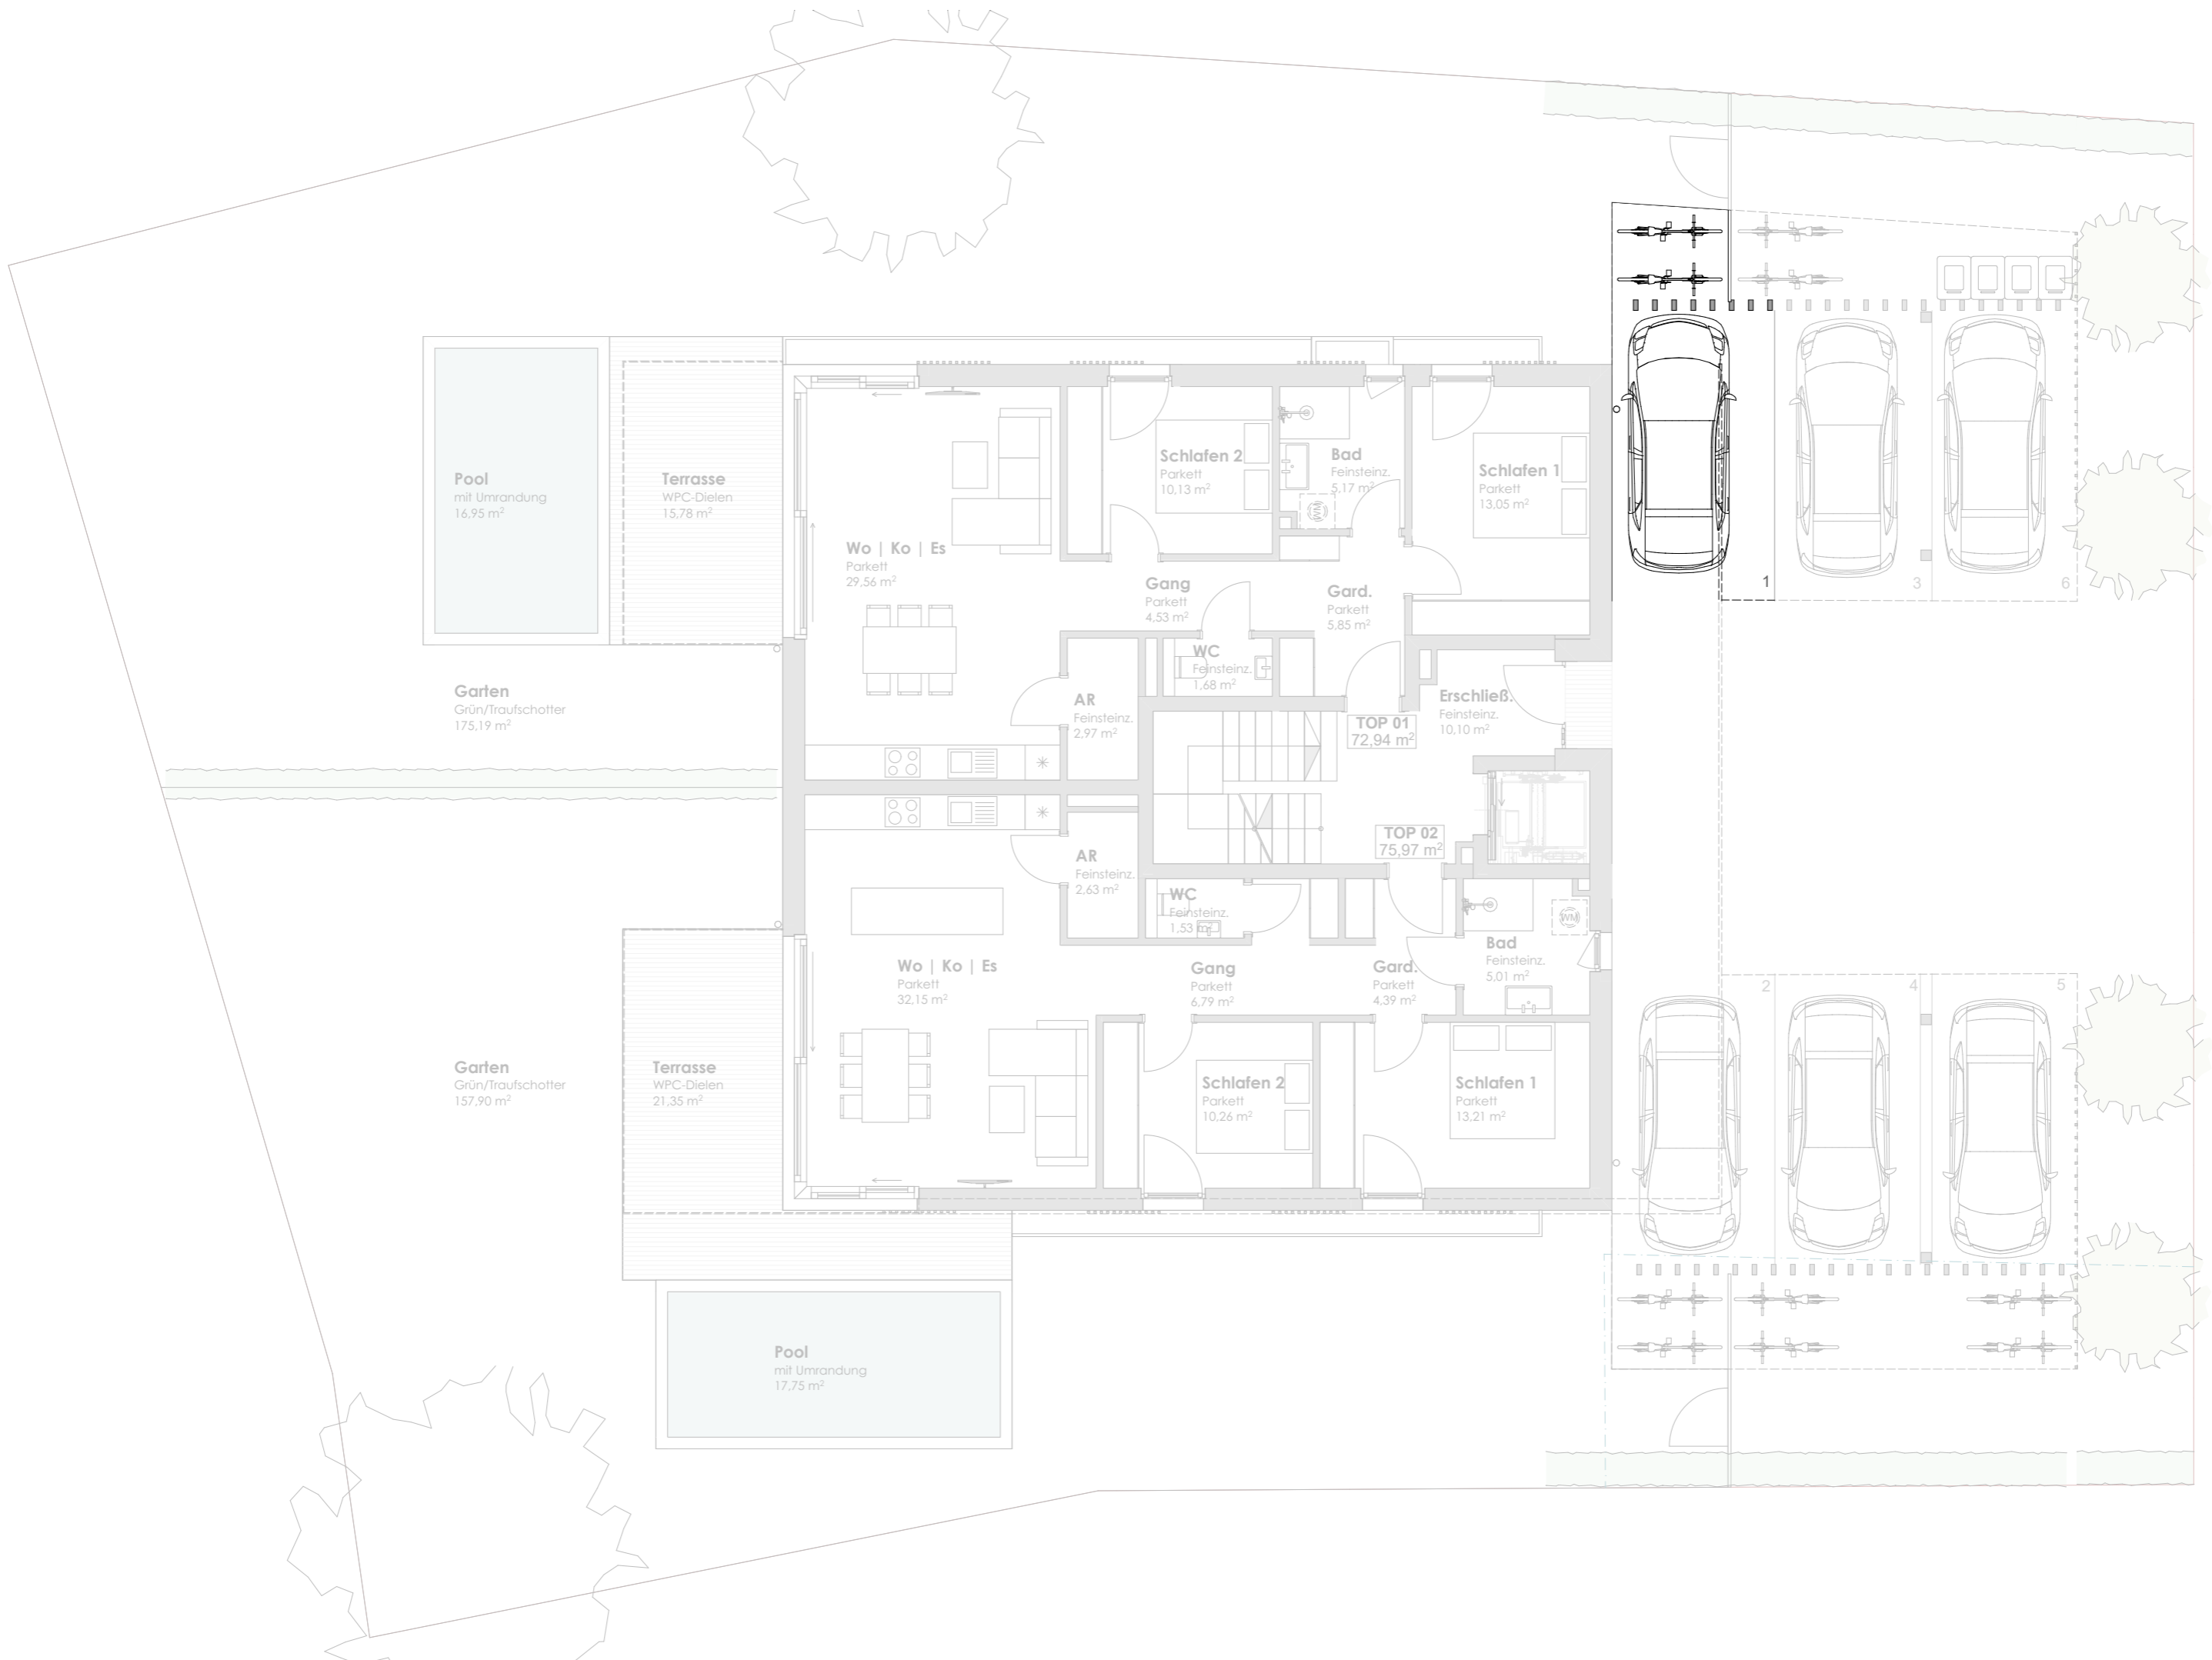 Pool
mit Umrandung
16,95 m²
Terrasse
WPC-Dielen
15,78 m²
Wo | Ko | Es
Parkett
29,56 m²
Schlafen 2
Parkett
10,13 m²
Bad
Feinsteinz.
5,17 m²
WM
Schlafen 1
Parkett
13,05 m²
Gang
Parkett
4,53 m²
Gard.
Parkett
5,85 m²
1
3
6
WC
Feinsteinz.
1,68 m²
Garten
Grün/Traufschotter
175,19 m²
AR
Feinsteinz.
2,97 m²
Erschließ.
Feinsteinz.
10,10 m²
TOP 01
72,94 m²
TOP 02
75,97 m²
AR
Feinsteinz.
2,63 m²
WC
Feinsteinz.
1,53 m²
WM
Bad
Feinsteinz.
5,01 m²
Wo | Ko | Es
Parkett
32,15 m²
Gang
Parkett
6,79 m²
Gard.
Parkett
4,39 m²
2
4
5
Garten
Grün/Traufschotter
157,90 m²
Terrasse
WPC-Dielen
21,35 m²
Schlafen 2
Parkett
10,26 m²
Schlafen 1
Parkett
13,21 m²
Pool
mit Umrandung
17,75 m²